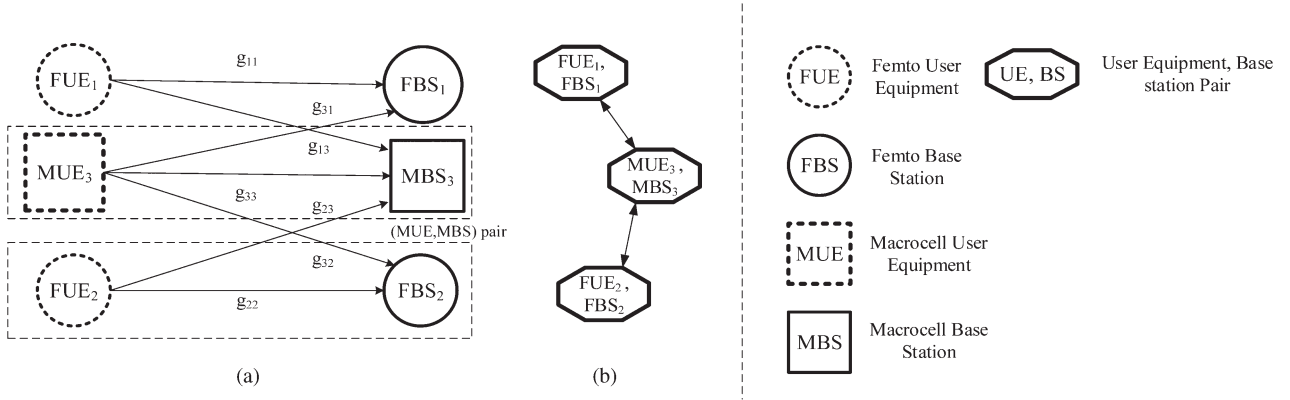 FUE₁
g₁₁
FBS₁
g₃₁
g₁₃
MUE₃
MBS₃
g₃₃
g₂₃
(MUE,MBS) pair
FUE₂
g₃₂
FBS₂
g₂₂
(a)
FUE₁,
FBS₁
MUE₃,
MBS₃
FUE₂,
FBS₂
(b)
FUE
Femto User
Equipment
UE, BS
User Equipment, Base
station Pair
FBS
Femto Base
Station
MUE
Macrocell User
Equipment
MBS
Macrocell Base
Station